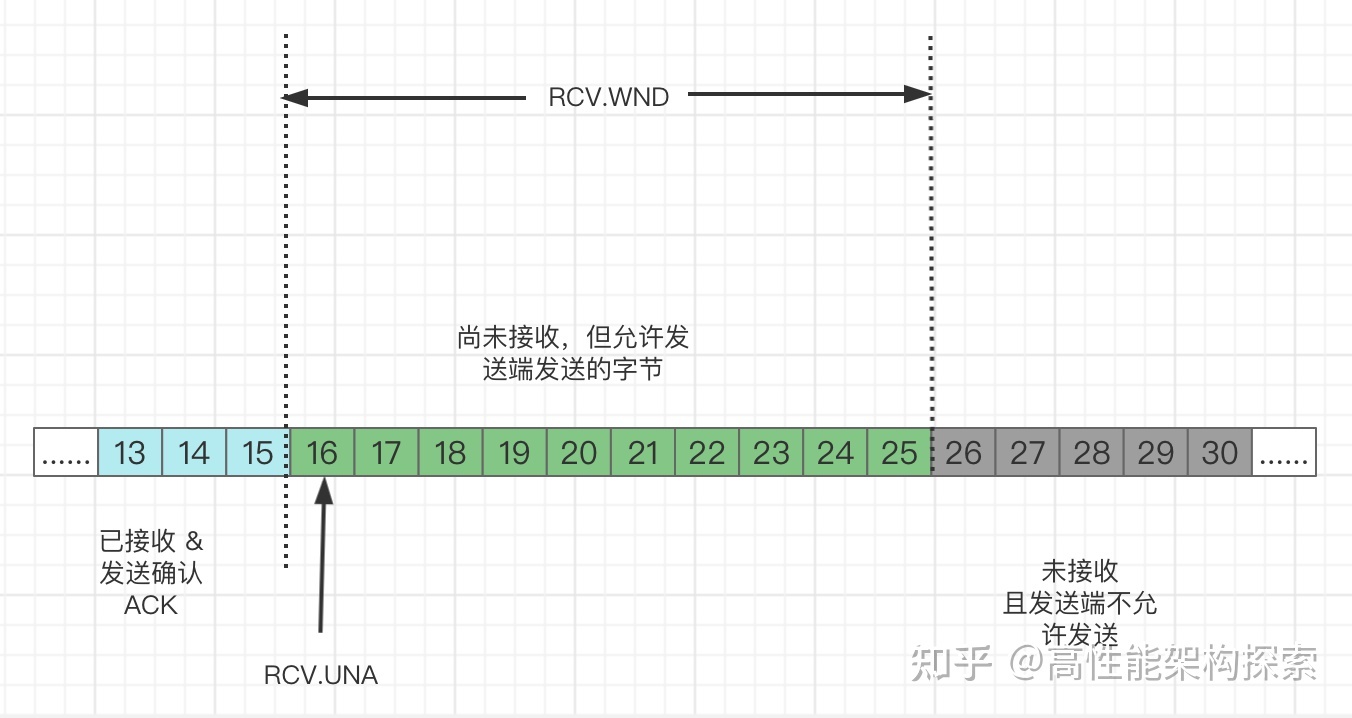 RCV.WND
尚未接收，但允许发
送端发送的字节
...... 13 14 15 16 17 18 19 20 21 22 23 24 25 26 27 28 29 30 ......
已接收 &
发送确认
ACK
未接收
且发送端不允
许发送
RCV.UNA
知乎 @高性能架构探索